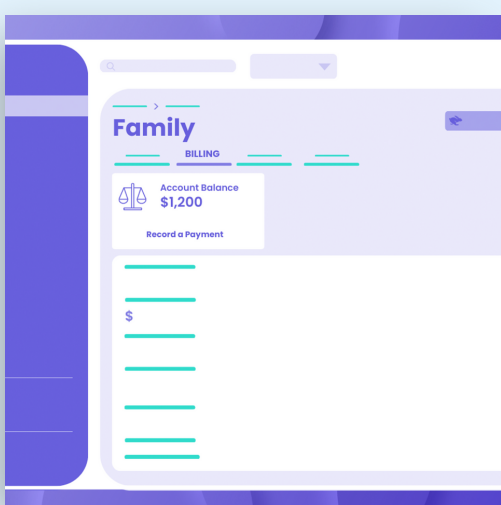 Family
BILLING
Account Balance
$1,200
Record a Payment
$